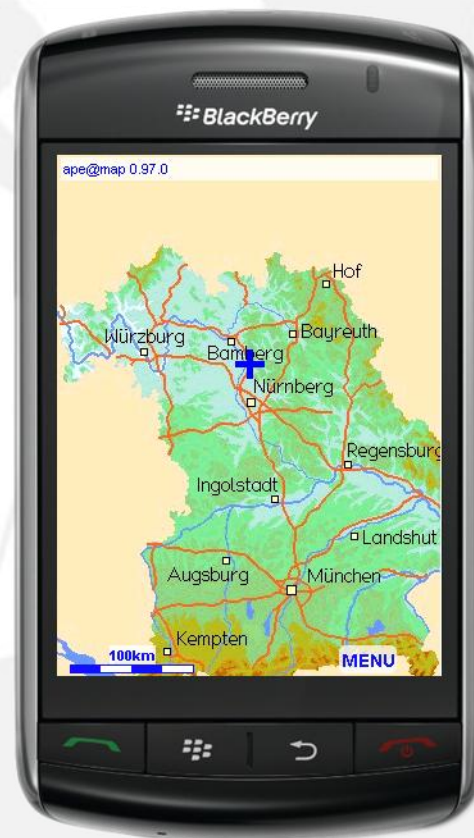 BlackBerry
ape@map 0.97.0
Hof
Würzburg
Bayreuth
Bamberg
Nürnberg
Regensburg
Ingolstadt
Landshut
Augsburg
München
Kempten
100km
MENU